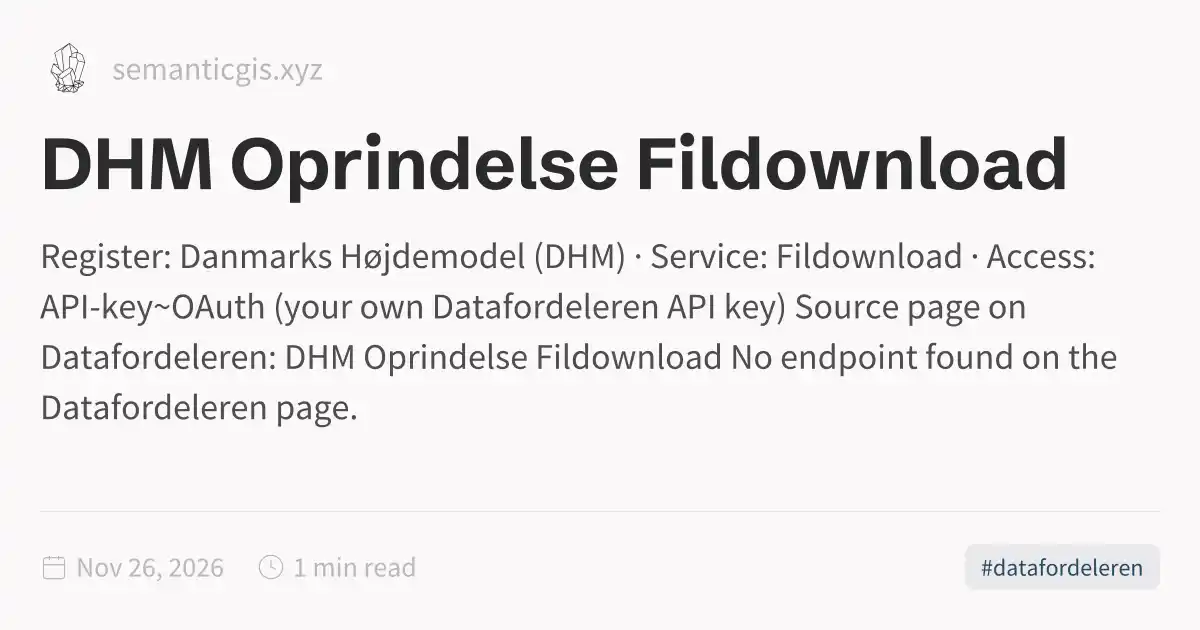 semanticgis.xyz
DHM Oprindelse Fildownload
Register: Danmarks Højdemodel (DHM) · Service: Fildownload · Access:
API-key~OAuth (your own Datafordeleren API key) Source page on
Datafordeleren: DHM Oprindelse Fildownload No endpoint found on the
Datafordeleren page.
Nov 26, 2026 1 min read #datafordeleren